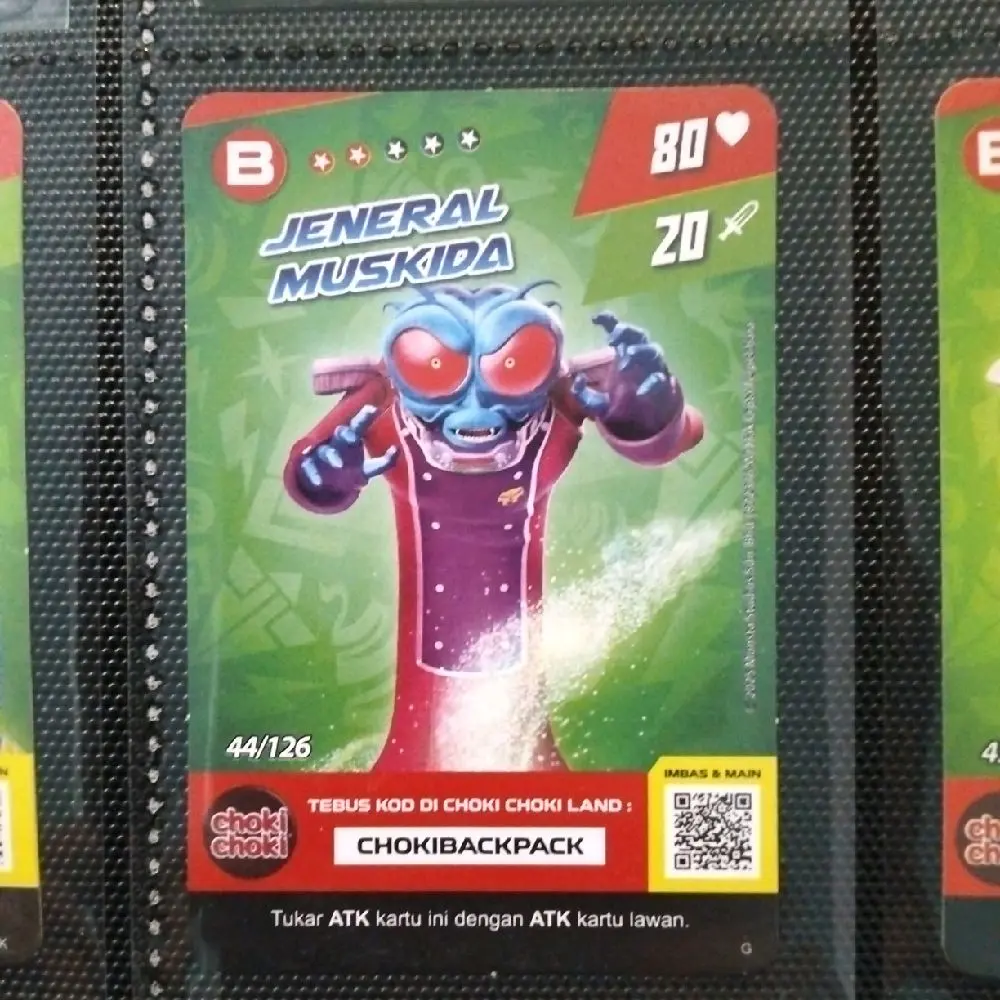 B
80
20
JENERAL
MUSKIDA
44/126
IMBAS & MAIN
choki
choki
TEBUS KOD DI CHOKI CHOKI LAND :
CHOKIBACKPACK
Tukar ATK kartu ini dengan ATK kartu lawan.
G